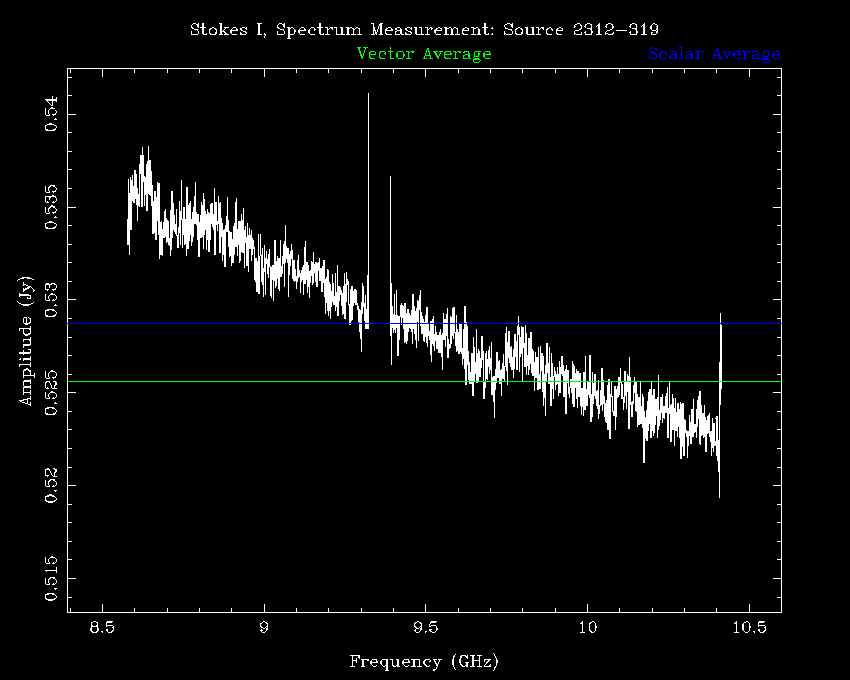 Stokes I, Spectrum Measurement: Source 2312−319
Vector Average Scalar Average
Amplitude (Jy)
0.54
0.535
0.53
0.525
0.52
0.515
8.5 9 9.5 10 10.5
Frequency (GHz)